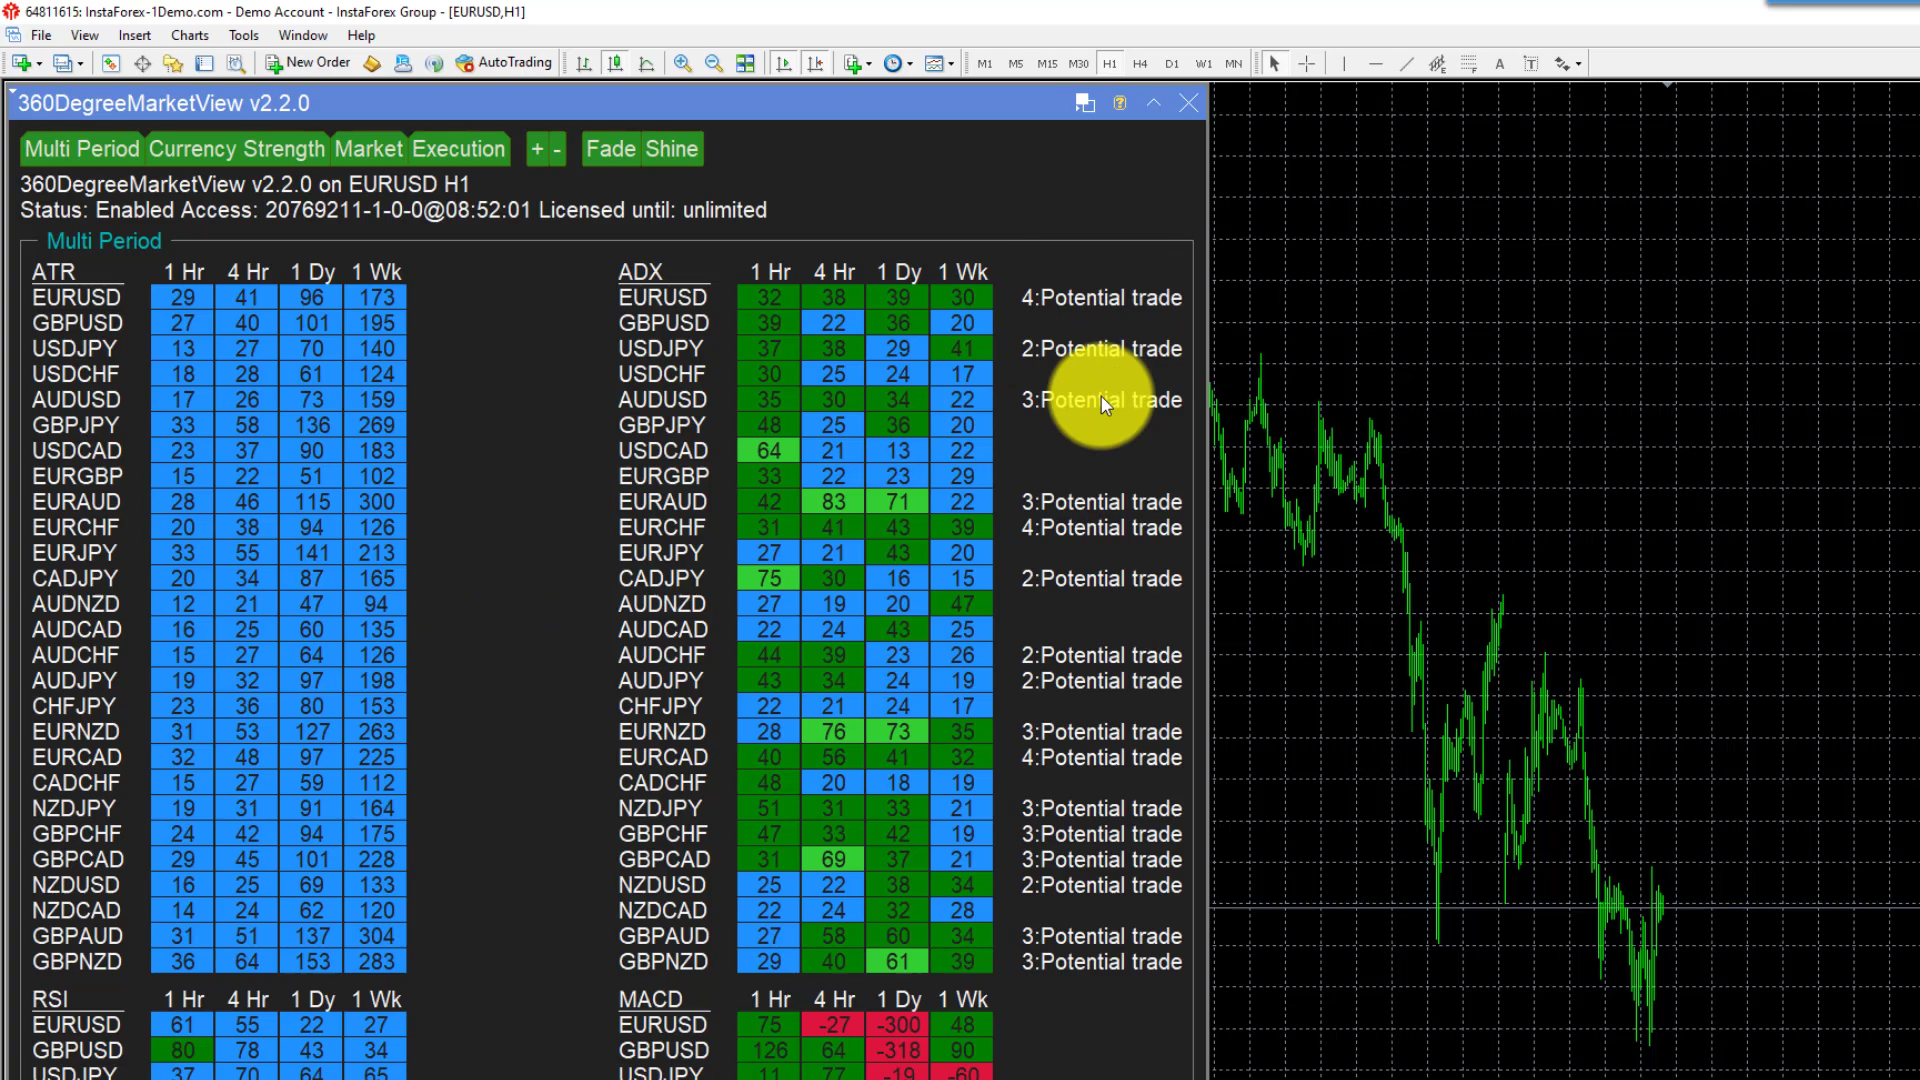 64811615: InstaForex-1Demo.com - Demo Account - InstaForex Group - [EURUSD,H1]
File View Insert Charts Tools Window Help
New Order AutoTrading M1 M5 M15 M30 H1 H4 D1 W1 MN A T
360DegreeMarketView v2.2.0
Multi Period Currency Strength Market Execution + - Fade Shine
360DegreeMarketView v2.2.0 on EURUSD H1
Status: Enabled Access: 20769211-1-0-0@08:52:01 Licensed until: unlimited
Multi Period
ATR 1 Hr 4 Hr 1 Dy 1 Wk ADX 1 Hr 4 Hr 1 Dy 1 Wk
EURUSD 29 41 96 173 EURUSD 32 38 39 30 4:Potential trade
GBPUSD 27 40 101 195 GBPUSD 39 22 36 20
USDJPY 13 27 70 140 USDJPY 37 38 29 41 2:Potential trade
USDCHF 18 28 61 124 USDCHF 30 25 24 17
AUDUSD 17 26 73 159 AUDUSD 35 30 34 22 3:Potential trade
GBPJPY 33 58 136 269 GBPJPY 48 25 36 20
USDCAD 23 37 90 183 USDCAD 64 21 13 22
EURGBP 15 22 51 102 EURGBP 33 22 23 29
EURAUD 28 46 115 300 EURAUD 42 83 71 22 3:Potential trade
EURCHF 20 38 94 126 EURCHF 31 41 43 39 4:Potential trade
EURJPY 33 55 141 213 EURJPY 27 21 43 20
CADJPY 20 34 87 165 CADJPY 75 30 16 15 2:Potential trade
AUDNZD 12 21 47 94 AUDNZD 27 19 20 47
AUDCAD 16 25 60 135 AUDCAD 22 24 43 25
AUDCHF 15 27 64 126 AUDCHF 44 39 23 26 2:Potential trade
AUDJPY 19 32 97 198 AUDJPY 43 34 24 19 2:Potential trade
CHFJPY 23 36 80 153 CHFJPY 22 21 24 17
EURNZD 31 53 127 263 EURNZD 28 76 73 35 3:Potential trade
EURCAD 32 48 97 225 EURCAD 40 56 41 32 4:Potential trade
CADCHF 15 27 59 112 CADCHF 48 20 18 19
NZDJPY 19 31 91 164 NZDJPY 51 31 33 21 3:Potential trade
GBPCHF 24 42 94 175 GBPCHF 47 33 42 19 3:Potential trade
GBPCAD 29 45 101 228 GBPCAD 31 69 37 21 3:Potential trade
NZDUSD 16 25 69 133 NZDUSD 25 22 38 34 2:Potential trade
NZDCAD 14 24 62 120 NZDCAD 22 24 32 28
GBPAUD 31 51 137 304 GBPAUD 27 58 60 34 3:Potential trade
GBPNZD 36 64 153 283 GBPNZD 29 40 61 39 3:Potential trade
RSI 1 Hr 4 Hr 1 Dy 1 Wk MACD 1 Hr 4 Hr 1 Dy 1 Wk
EURUSD 61 55 22 27 EURUSD 75 -27 -300 48
GBPUSD 80 78 43 34 GBPUSD 126 64 -318 90
USDJPY 37 70 64 65 USDJPY 11 77 -19 -60